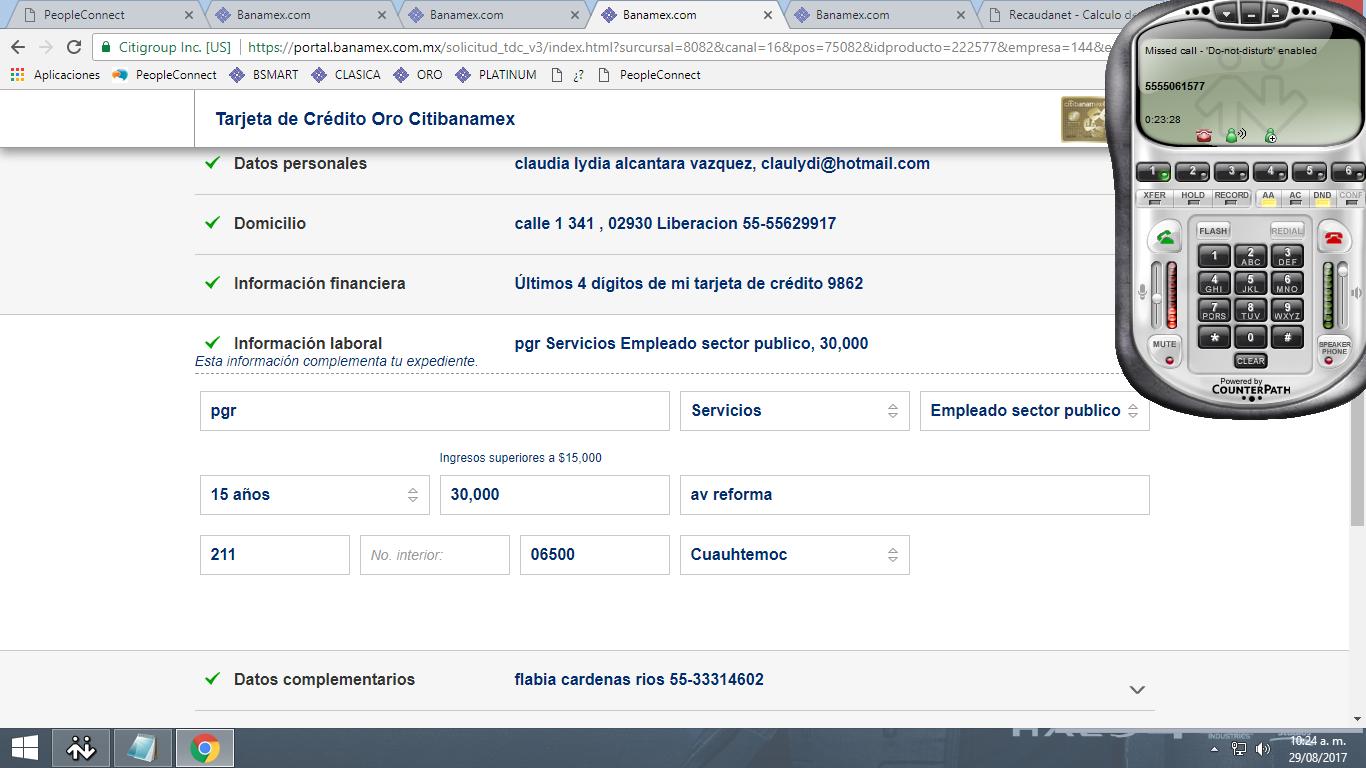 PeopleConnect
Banamex.com
Banamex.com
Banamex.com
Banamex.com
Recaudanet - Calculo d
Citigroup Inc. [US]
https://portal.banamex.com.mx/solicitud_tdc_v3/index.html?surcursal=8082&canal=16&pos=75082&idproducto=222577&empresa=144&e
Aplicaciones
PeopleConnect
BSMART
CLASICA
ORO
PLATINUM
¿?
PeopleConnect
Tarjeta de Crédito Oro Citibanamex
Datos personales
claudia lydia alcantara vazquez, claulydi@hotmail.com
Domicilio
calle 1 341 , 02930 Liberacion 55-55629917
Información financiera
Últimos 4 dígitos de mi tarjeta de crédito 9862
Información laboral
pgr Servicios Empleado sector publico, 30,000
Esta información complementa tu expediente.
pgr
Servicios
Empleado sector publico
Ingresos superiores a $15,000
15 años
30,000
av reforma
211
No. interior:
06500
Cuauhtemoc
Datos complementarios
flabia cardenas rios 55-33314602
Missed call - 'Do-not-disturb' enabled
5555061577
0:23:28
1 2 3 4 5 6
XFER HOLD RECORD AA AC DND CONF
FLASH
REDIAL
1 2 ABC 3 DEF
4 GHI 5 JKL 6 MNO
7 PQRS 8 TUV 9 WXYZ
* 0 #
MUTE
CLEAR
SPEAKER PHONE
Powered by
COUNTERPATH
INDUSTRIES
10:24 a. m.
29/08/2017